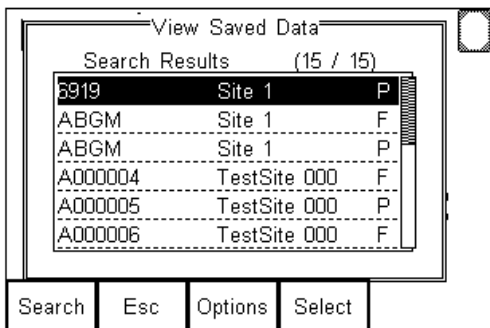 View Saved Data
Search Results (15 / 15)
6919 Site 1 P
ABGM Site 1 F
ABGM Site 1 P
A000004 TestSite 000 F
A000005 TestSite 000 P
A000006 TestSite 000 F
Search Esc Options Select